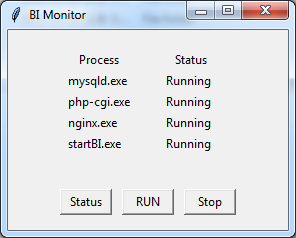 BI Monitor
Process Status
mysqld.exe Running
php-cgi.exe Running
nginx.exe Running
startBI.exe Running
Status RUN Stop